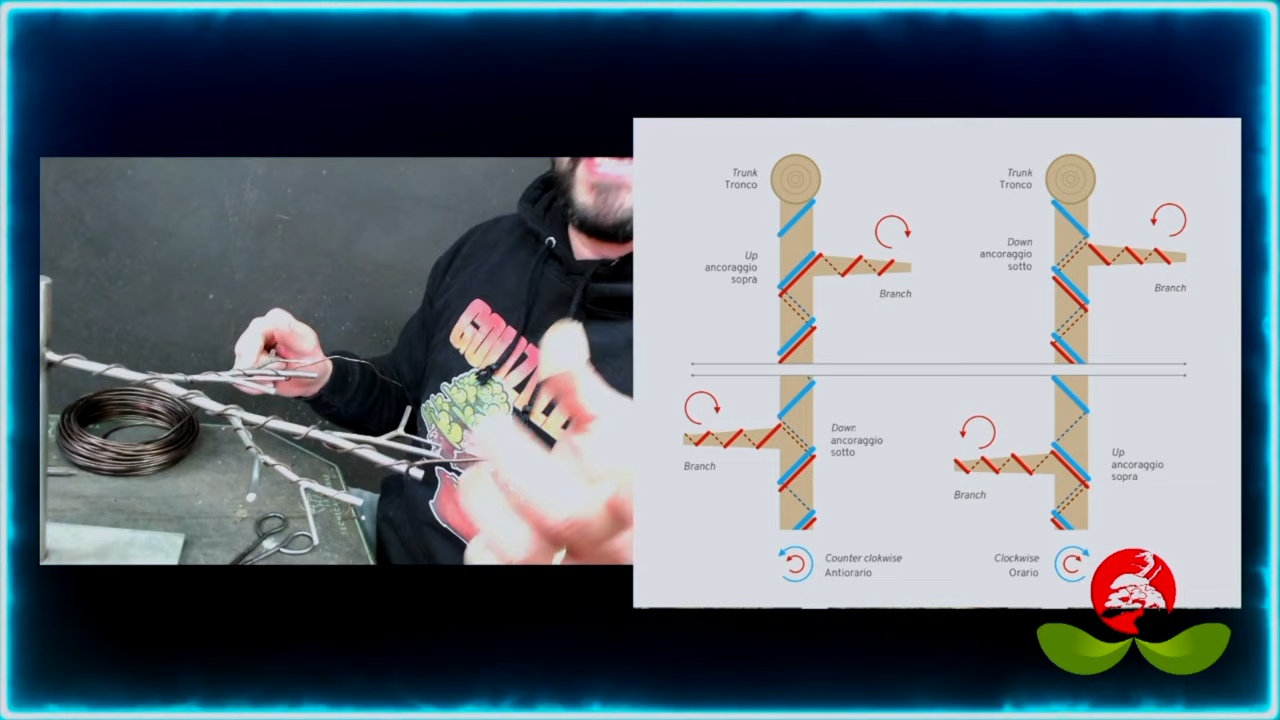 Trunk
Tronco
Up
ancoraggio
sopra
Branch
Trunk
Tronco
Down
ancoraggio
sotto
Branch
Branch
Down
ancoraggio
sotto
Branch
Up
ancoraggio
sopra
Counter clokwise
Antiorario
Clockwise
Orario